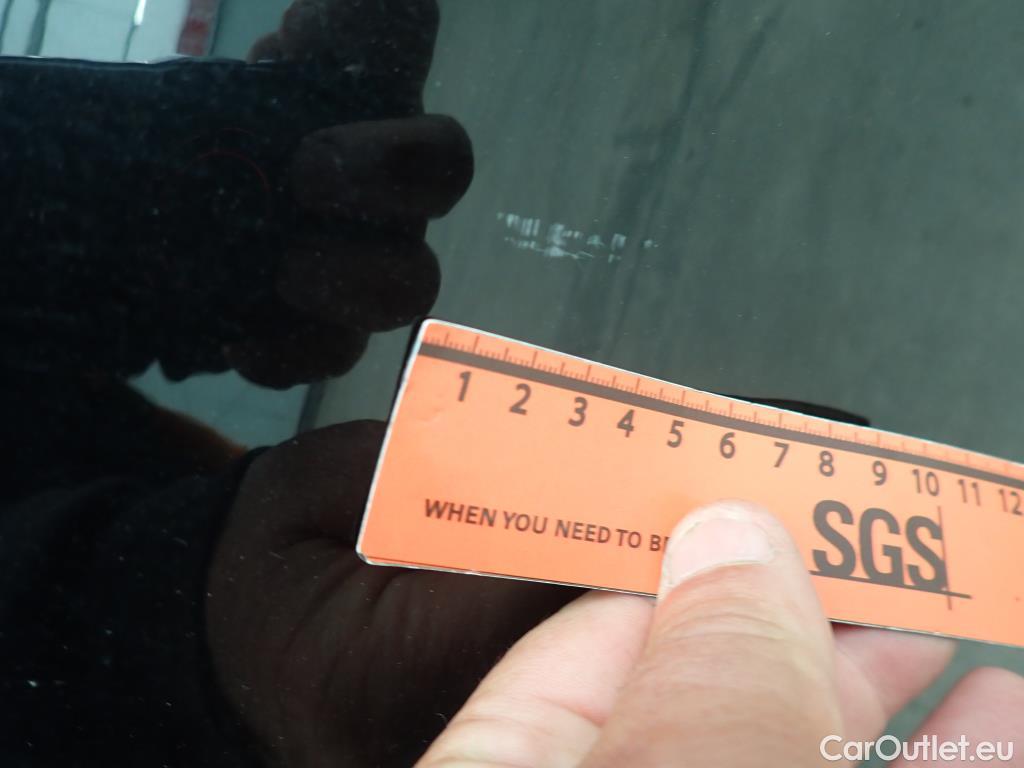 1 2 3 4 5 6 7 8 9 10 11 12
WHEN YOU NEED TO BE
SGS
CarOutlet.eu